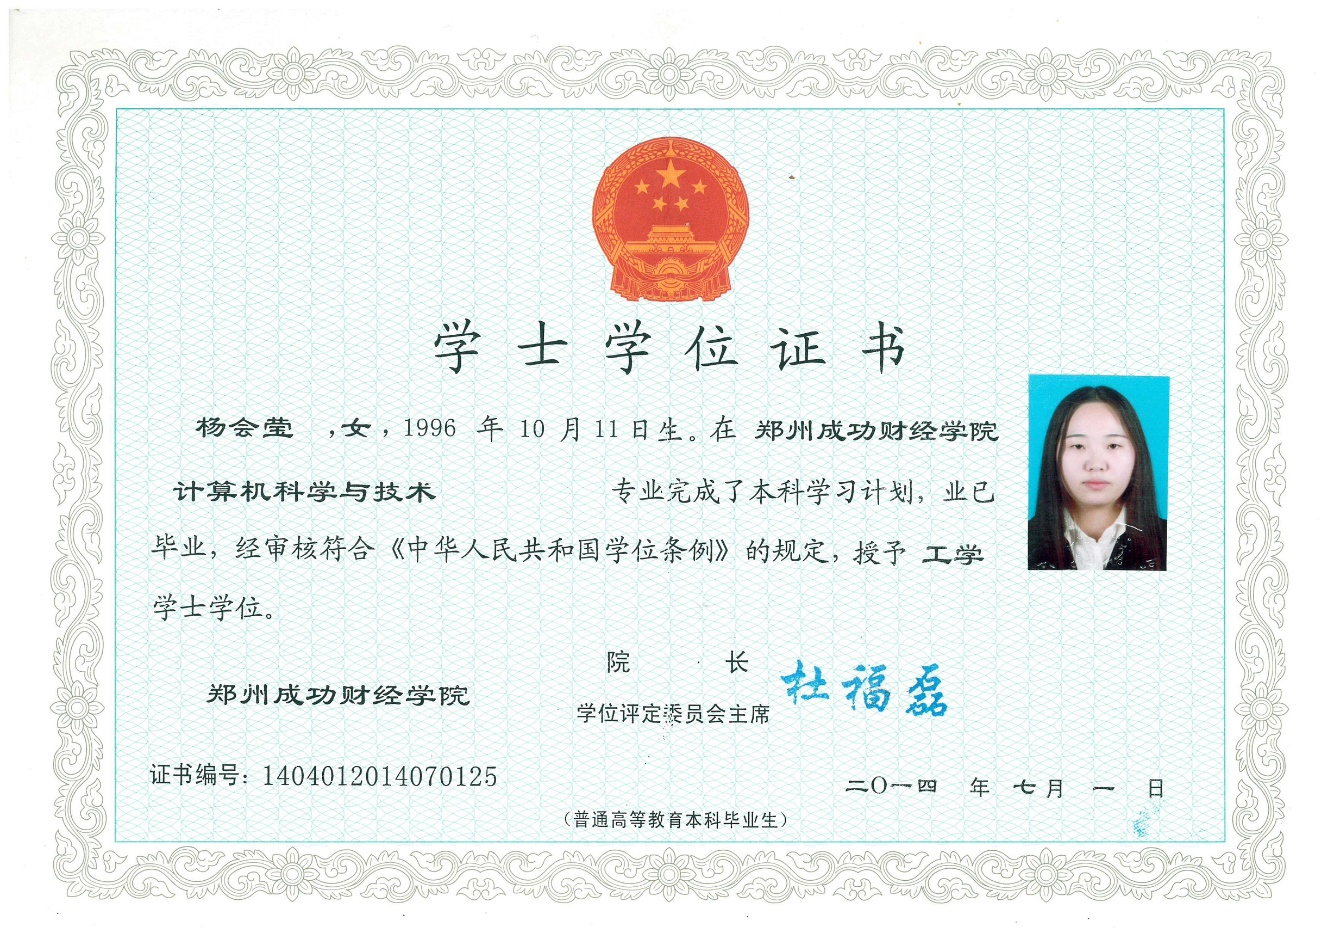 学士学位证书
杨会莹 ,女,1996 年 10 月 11 日生。在 郑州成功财经学院
计算机科学与技术 专业完成了本科学习计划,业已
毕业,经审核符合《中华人民共和国学位条例》的规定,授予 工学
学士学位。
院 长
杜福磊
郑州成功财经学院
学位评定委员会主席
证书编号:1404012014070125
二〇一四 年 七 月 一 日
(普通高等教育本科毕业生)